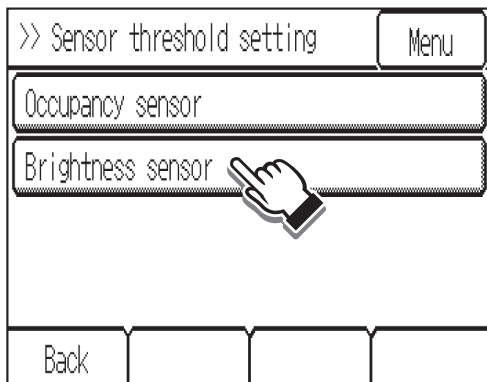 >> Sensor threshold setting
Menu
Occupancy sensor
Brightness sensor
Back